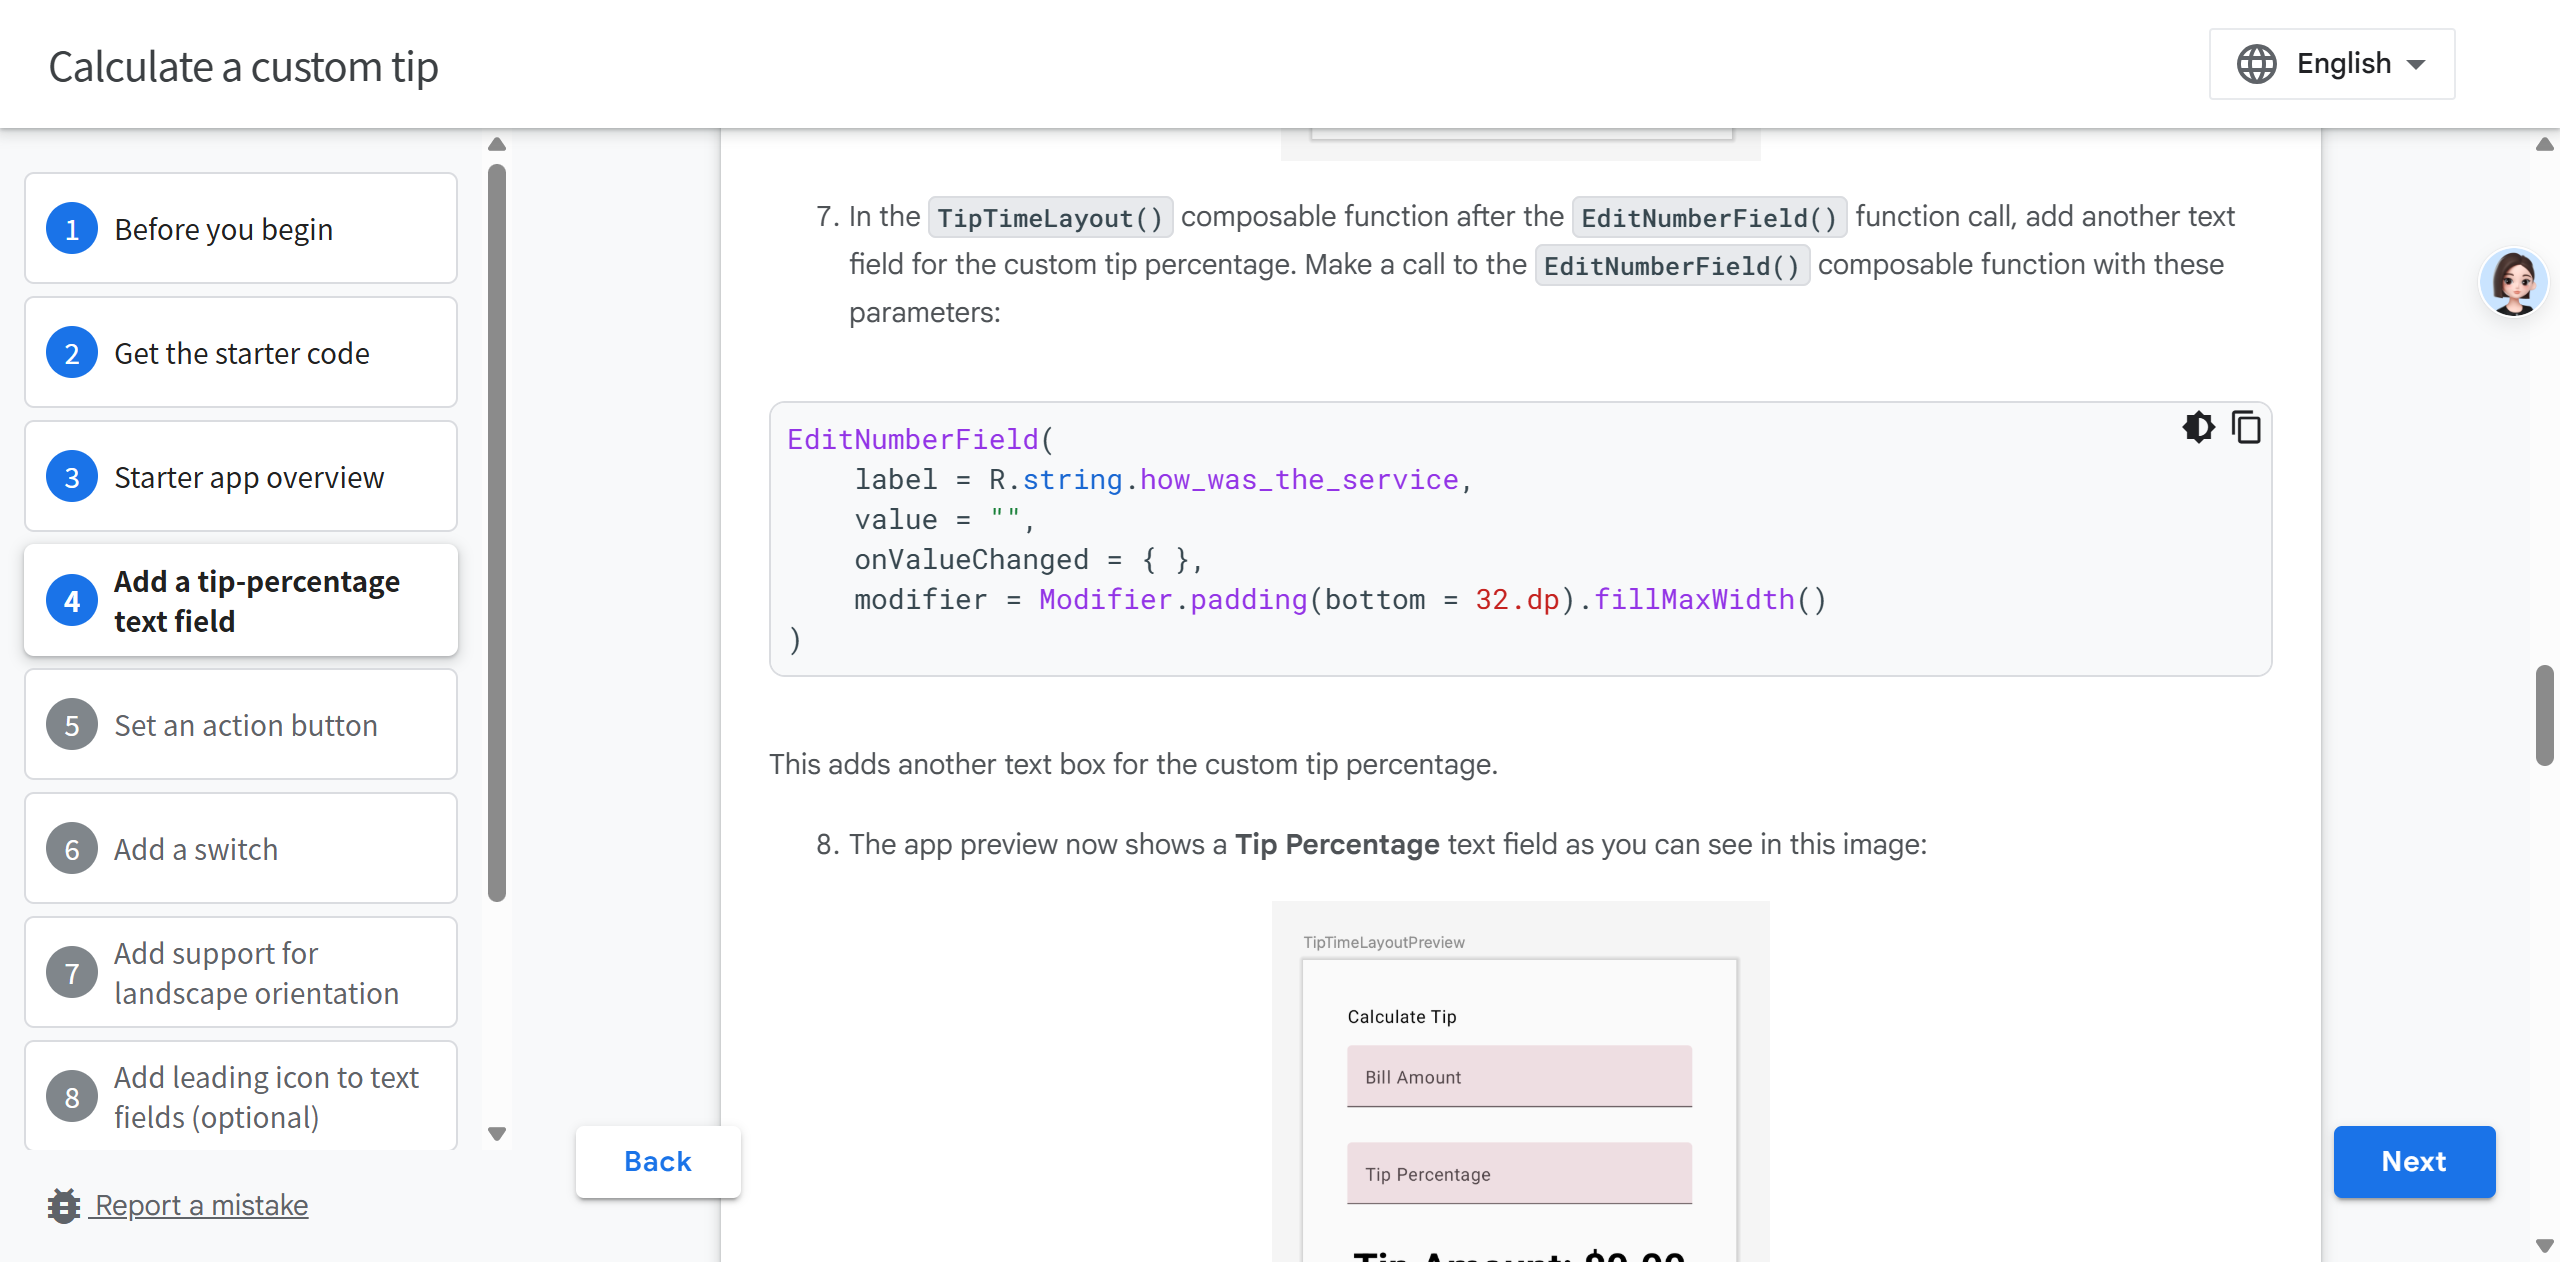 Calculate a custom tip
English
1 Before you begin
2 Get the starter code
3 Starter app overview
4 Add a tip-percentage
text field
5 Set an action button
6 Add a switch
7 Add support for
landscape orientation
8 Add leading icon to text
fields (optional)
Report a mistake
7. In the TipTimeLayout() composable function after the EditNumberField() function call, add another text
field for the custom tip percentage. Make a call to the EditNumberField() composable function with these
parameters:
EditNumberField(
    label = R.string.how_was_the_service,
    value = "",
    onValueChanged = { },
    modifier = Modifier.padding(bottom = 32.dp).fillMaxWidth()
)
This adds another text box for the custom tip percentage.
8. The app preview now shows a Tip Percentage text field as you can see in this image:
TipTimeLayoutPreview
Calculate Tip
Bill Amount
Tip Percentage
Tip Amount: $0.00
Back
Next